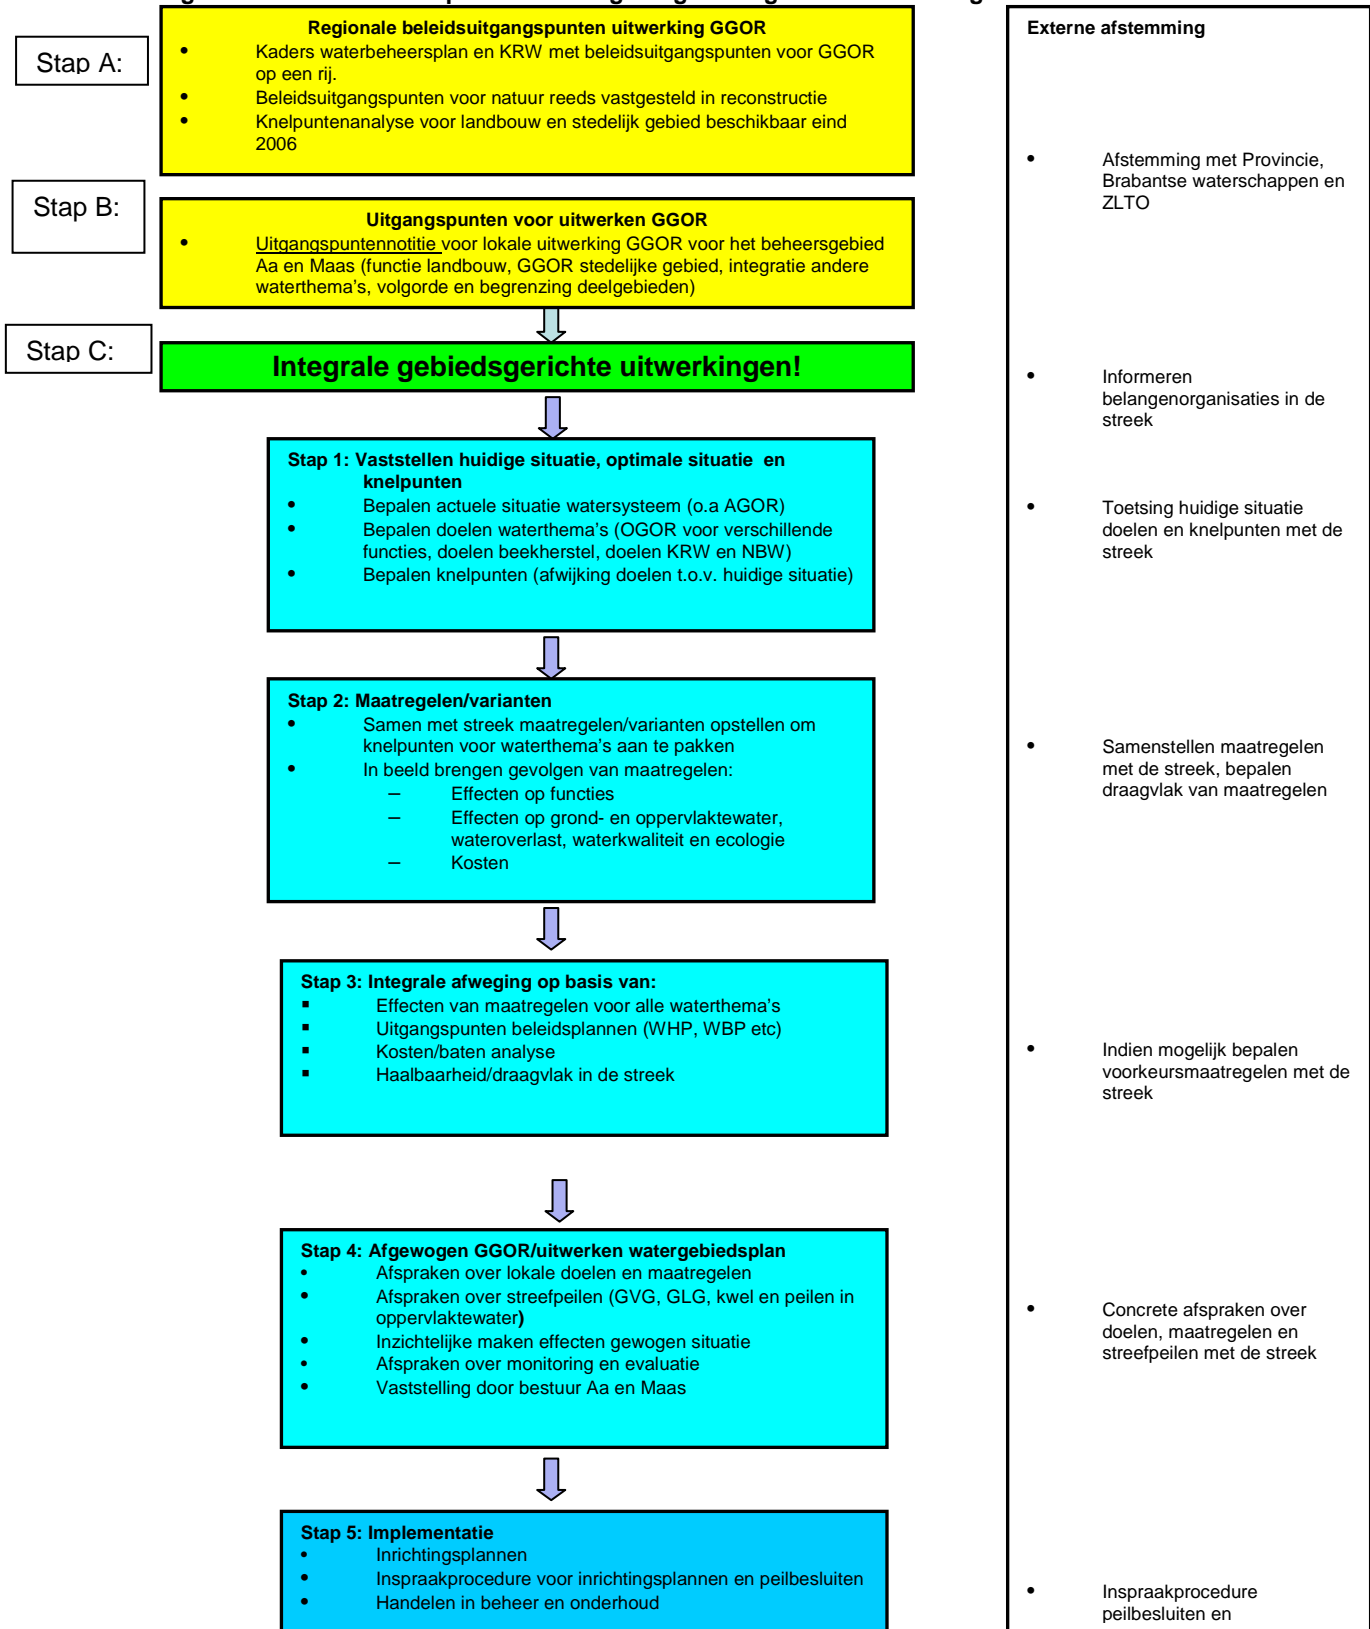 Regionale beleidsuitgangspunten uitwerking GGOR
Stap A:
• Kaders waterbeheersplan en KRW met beleidsuitgangspunten voor GGOR
op een rij.
• Beleidsuitgangspunten voor natuur reeds vastgesteld in reconstructie
• Knelpuntenanalyse voor landbouw en stedelijk gebied beschikbaar eind
2006
Stap B:
Uitgangspunten voor uitwerken GGOR
• Uitgangspuntennotitie voor lokale uitwerking GGOR voor het beheersgebied
Aa en Maas (functie landbouw, GGOR stedelijke gebied, integratie andere
waterthema's, volgorde en begrenzing deelgebieden)
Stap C:
Integrale gebiedsgerichte uitwerkingen!
Stap 1: Vaststellen huidige situatie, optimale situatie en
knelpunten
• Bepalen actuele situatie watersysteem (o.a AGOR)
• Bepalen doelen waterthema's (OGOR voor verschillende
functies, doelen beekherstel, doelen KRW en NBW)
• Bepalen knelpunten (afwijking doelen t.o.v. huidige situatie)
Stap 2: Maatregelen/varianten
• Samen met streek maatregelen/varianten opstellen om
knelpunten voor waterthema's aan te pakken
• In beeld brengen gevolgen van maatregelen:
– Effecten op functies
– Effecten op grond- en oppervlaktewater,
wateroverlast, waterkwaliteit en ecologie
– Kosten
Stap 3: Integrale afweging op basis van:
▪ Effecten van maatregelen voor alle waterthema's
▪ Uitgangspunten beleidsplannen (WHP, WBP etc)
▪ Kosten/baten analyse
▪ Haalbaarheid/draagvlak in de streek
Stap 4: Afgewogen GGOR/uitwerken watergebiedsplan
• Afspraken over lokale doelen en maatregelen
• Afspraken over streefpeilen (GVG, GLG, kwel en peilen in
oppervlaktewater)
• Inzichtelijke maken effecten gewogen situatie
• Afspraken over monitoring en evaluatie
• Vaststelling door bestuur Aa en Maas
Stap 5: Implementatie
• Inrichtingsplannen
• Inspraakprocedure voor inrichtingsplannen en peilbesluiten
• Handelen in beheer en onderhoud
Externe afstemming
• Afstemming met Provincie,
Brabantse waterschappen en
ZLTO
• Informeren
belangenorganisaties in de
streek
• Toetsing huidige situatie
doelen en knelpunten met de
streek
• Samenstellen maatregelen
met de streek, bepalen
draagvlak van maatregelen
• Indien mogelijk bepalen
voorkeursmaatregelen met de
streek
• Concrete afspraken over
doelen, maatregelen en
streefpeilen met de streek
• Inspraakprocedure
peilbesluiten en